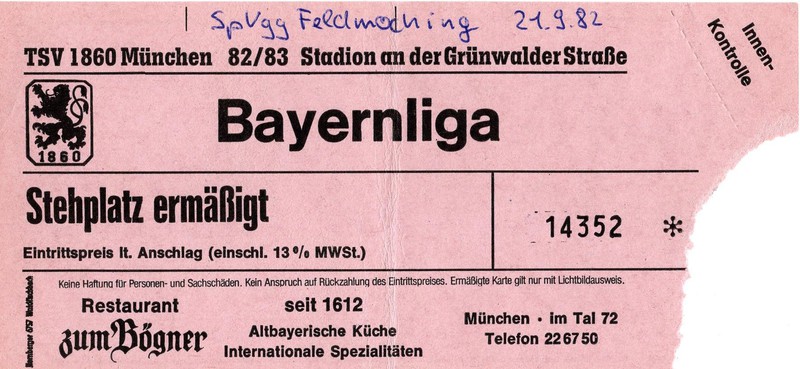 SpVgg Feldmoching 21.9.82
TSV 1860 München 82/83 Stadion an der Grünwalder Straße
Innen-
Kontrolle
1860
Bayernliga
Stehplatz ermäßigt
14352 *
Eintrittspreis lt. Anschlag (einschl. 13% MWSt.)
Keine Haftung für Personen- und Sachschäden. Kein Anspruch auf Rückzahlung des Eintrittspreises. Ermäßigte Karte gilt nur mit Lichtbildausweis.
Restaurant
zum Bögner
seit 1612
Altbayerische Küche
Internationale Spezialitäten
München · im Tal 72
Telefon 22 67 50